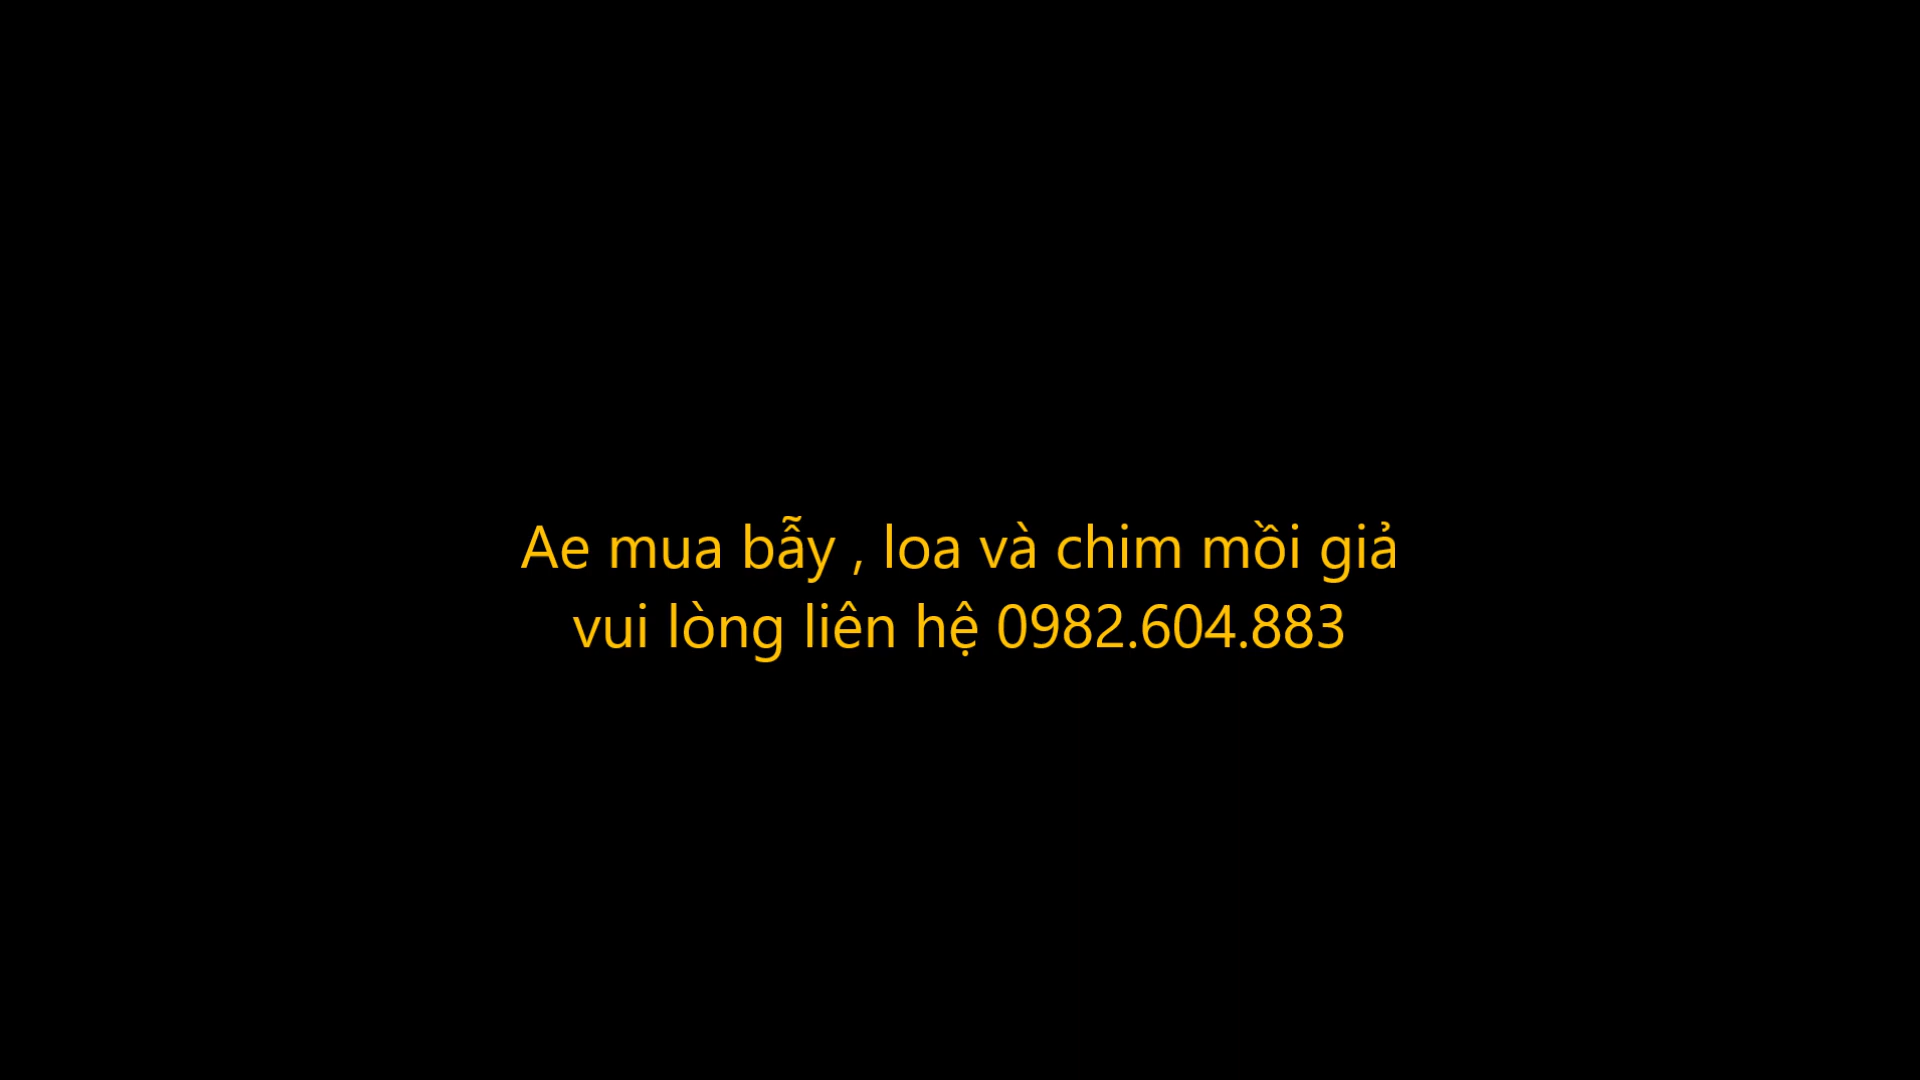 Ae mua bẫy , loa và chim mồi giả
vui lòng liên hệ 0982.604.883